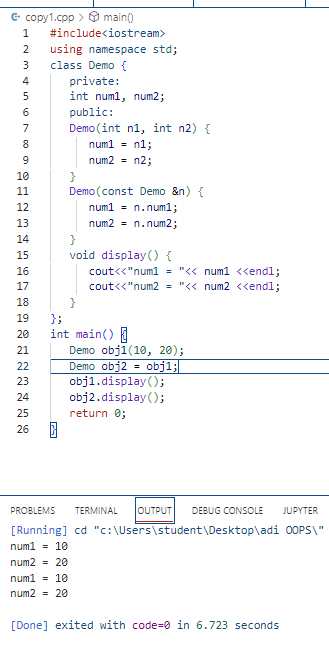 copy1.cpp > main()
1 #include<iostream>
2 using namespace std;
3 class Demo {
4 private:
5 int num1, num2;
6 public:
7 Demo(int n1, int n2) {
8 num1 = n1;
9 num2 = n2;
10 }
11 Demo(const Demo &n) {
12 num1 = n.num1;
13 num2 = n.num2;
14 }
15 void display() {
16 cout<<"num1 = "<< num1 <<endl;
17 cout<<"num2 = "<< num2 <<endl;
18 }
19 };
20 int main() {
21 Demo obj1(10, 20);
22 Demo obj2 = obj1;
23 obj1.display();
24 obj2.display();
25 return 0;
26 }
PROBLEMS TERMINAL OUTPUT DEBUG CONSOLE JUPYTER
[Running] cd "c:\Users\student\Desktop\adi OOPS\"
num1 = 10
num2 = 20
num1 = 10
num2 = 20
[Done] exited with code=0 in 6.723 seconds